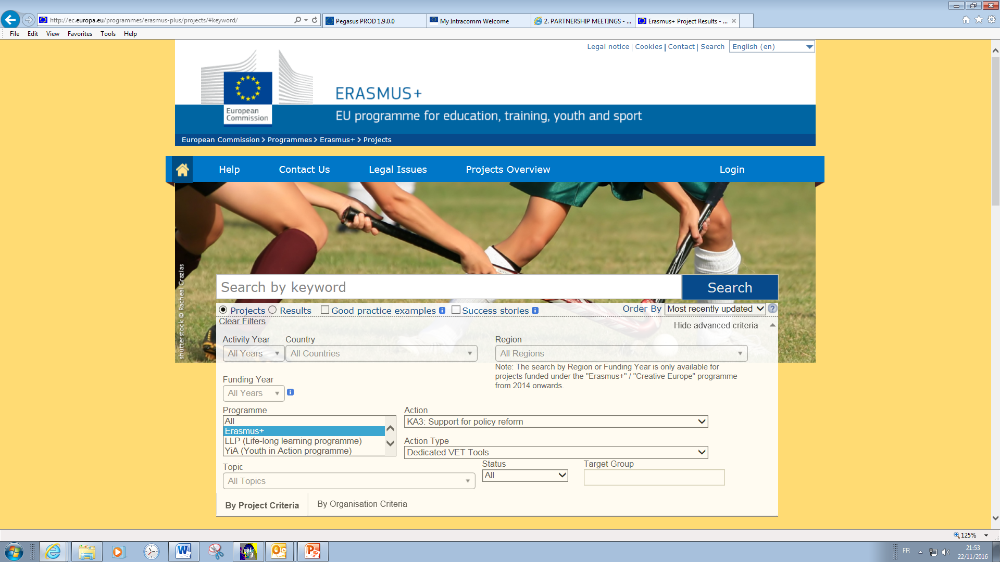 http://ec.europa.eu/programmes/erasmus-plus/projects/#keyword/
Pegasus PROD 1.9.0.0
My Intracomm Welcome
2. PARTNERSHIP MEETINGS - ...
Erasmus+ Project Results - ...
File Edit View Favorites Tools Help
Legal notice | Cookies | Contact | Search English (en)
European
Commission
ERASMUS+
EU programme for education, training, youth and sport
European Commission > Programmes > Erasmus+ > Projects
Help Contact Us Legal Issues Projects Overview Login
shutterstock © Racheal Grazias
Search by keyword Search
Projects Results Good practice examples Success stories Order By Most recently updated
Clear Filters
Hide advanced criteria
Activity Year Country Region
All Years All Countries All Regions
Note: The search by Region or Funding Year is only available for
projects funded under the "Erasmus+" / "Creative Europe" programme
from 2014 onwards.
Funding Year
All Years
Programme
All
Erasmus+
LLP (Life-long learning programme)
YiA (Youth in Action programme)
Action
KA3: Support for policy reform
Action Type
Dedicated VET Tools
Topic
All Topics
Status
All
Target Group
By Project Criteria By Organisation Criteria
125%
FR
21:53
22/11/2016